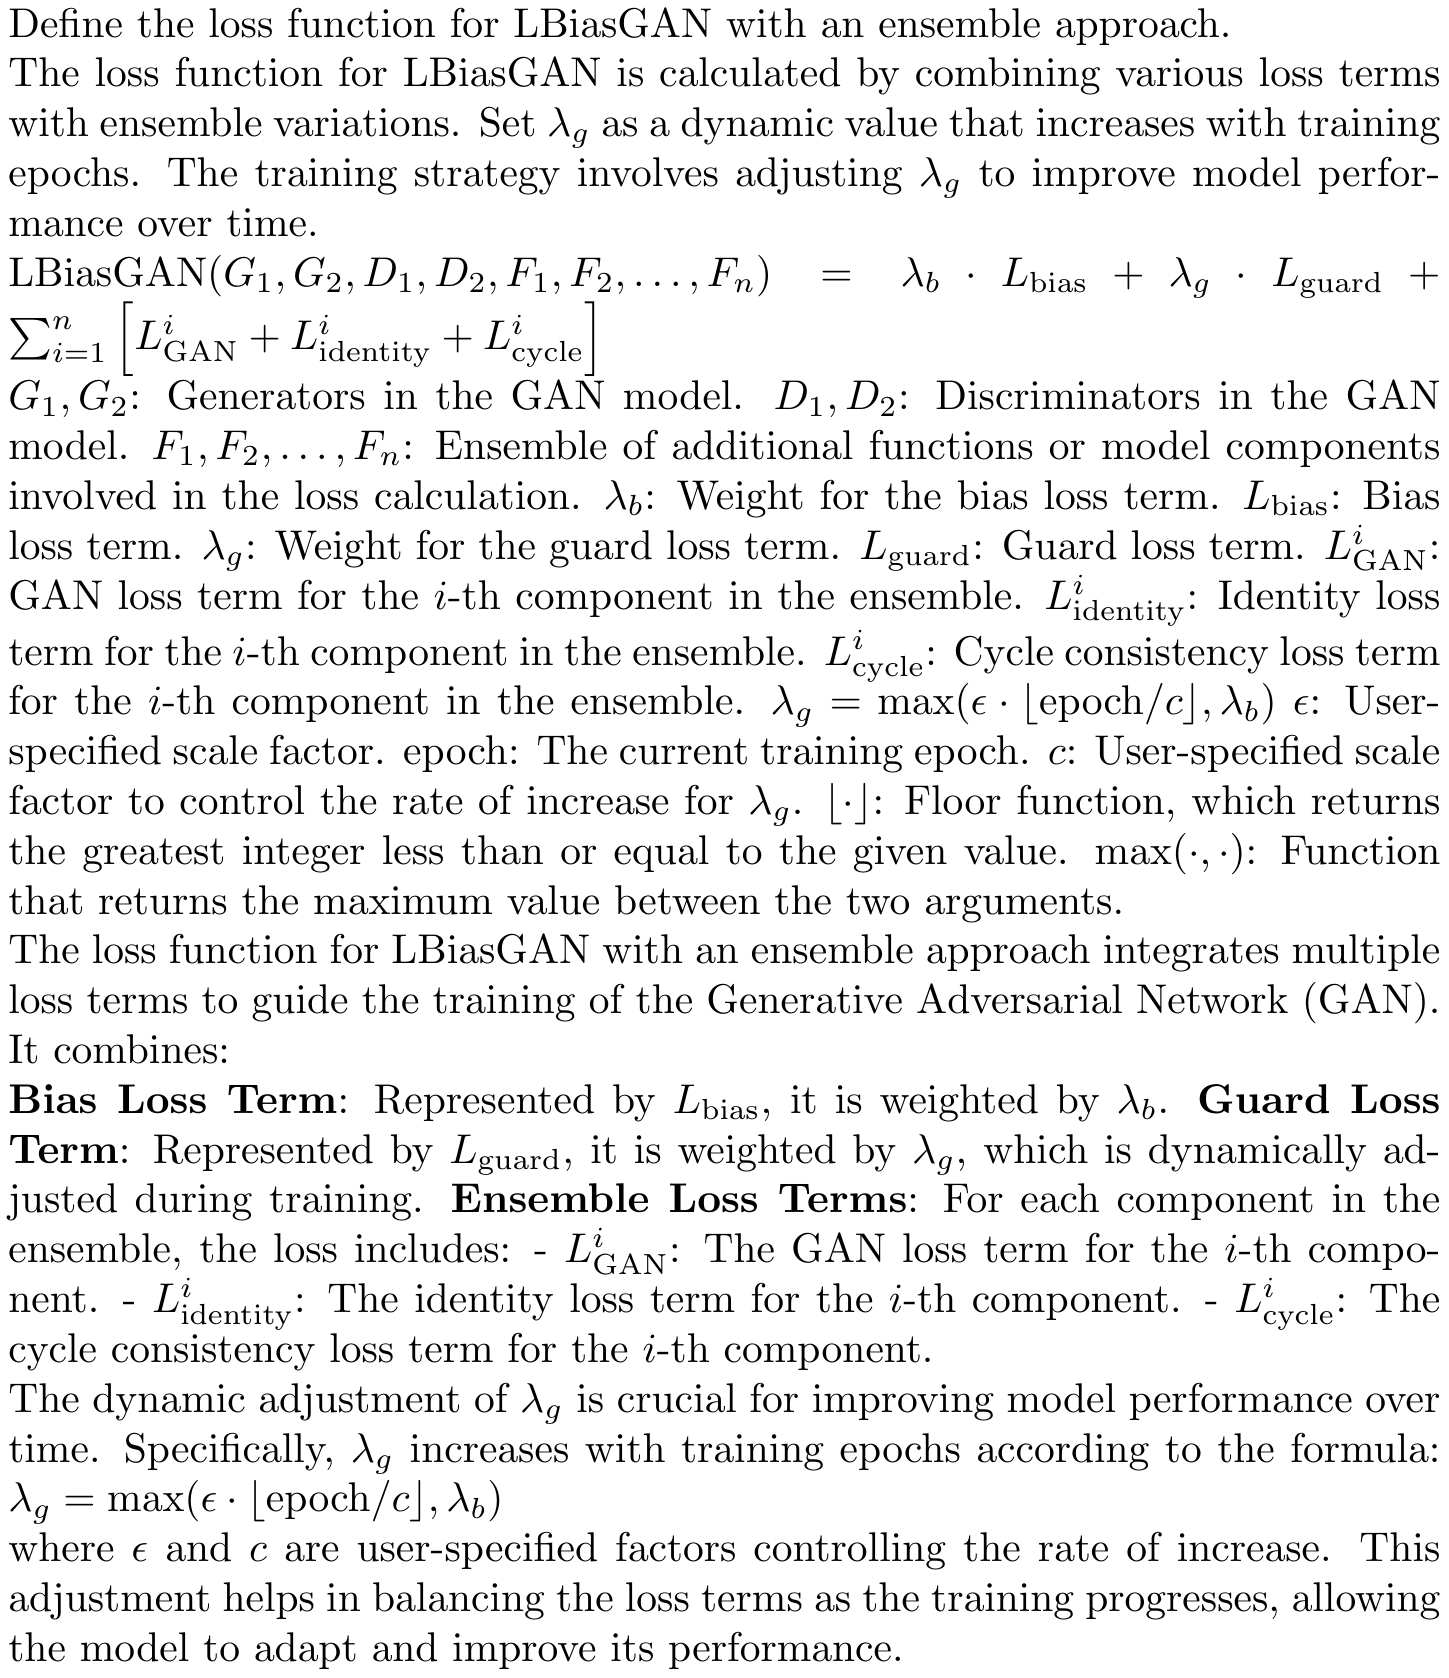 Define the loss function for LBiasGAN with an ensemble approach.
The loss function for LBiasGAN is calculated by combining various loss terms
with ensemble variations. Set $\lambda_g$ as a dynamic value that increases with training
epochs. The training strategy involves adjusting $\lambda_g$ to improve model perfor-
mance over time.
LBiasGAN$(G_1, G_2, D_1, D_2, F_1, F_2, \ldots, F_n) = \lambda_b \cdot L_{\text{bias}} + \lambda_g \cdot L_{\text{guard}} +$
$\sum_{i=1}^{n} \left[ L_{\text{GAN}}^i + L_{\text{identity}}^i + L_{\text{cycle}}^i \right]$
$G_1, G_2$: Generators in the GAN model. $D_1, D_2$: Discriminators in the GAN
model. $F_1, F_2, \ldots, F_n$: Ensemble of additional functions or model components
involved in the loss calculation. $\lambda_b$: Weight for the bias loss term. $L_{\text{bias}}$: Bias
loss term. $\lambda_g$: Weight for the guard loss term. $L_{\text{guard}}$: Guard loss term. $L_{\text{GAN}}^i$:
GAN loss term for the $i$-th component in the ensemble. $L_{\text{identity}}^i$: Identity loss
term for the $i$-th component in the ensemble. $L_{\text{cycle}}^i$: Cycle consistency loss term
for the $i$-th component in the ensemble. $\lambda_g = \max(\epsilon \cdot \lfloor \text{epoch}/c \rfloor, \lambda_b)$ $\epsilon$: User-
specified scale factor. epoch: The current training epoch. $c$: User-specified scale
factor to control the rate of increase for $\lambda_g$. $\lfloor \cdot \rfloor$: Floor function, which returns
the greatest integer less than or equal to the given value. $\max(\cdot, \cdot)$: Function
that returns the maximum value between the two arguments.
The loss function for LBiasGAN with an ensemble approach integrates multiple
loss terms to guide the training of the Generative Adversarial Network (GAN).
It combines:
Bias Loss Term: Represented by $L_{\text{bias}}$, it is weighted by $\lambda_b$. Guard Loss
Term: Represented by $L_{\text{guard}}$, it is weighted by $\lambda_g$, which is dynamically ad-
justed during training. Ensemble Loss Terms: For each component in the
ensemble, the loss includes: - $L_{\text{GAN}}^i$: The GAN loss term for the $i$-th compo-
nent. - $L_{\text{identity}}^i$: The identity loss term for the $i$-th component. - $L_{\text{cycle}}^i$: The
cycle consistency loss term for the $i$-th component.
The dynamic adjustment of $\lambda_g$ is crucial for improving model performance over
time. Specifically, $\lambda_g$ increases with training epochs according to the formula:
$\lambda_g = \max(\epsilon \cdot \lfloor \text{epoch}/c \rfloor, \lambda_b)$
where $\epsilon$ and $c$ are user-specified factors controlling the rate of increase. This
adjustment helps in balancing the loss terms as the training progresses, allowing
the model to adapt and improve its performance.